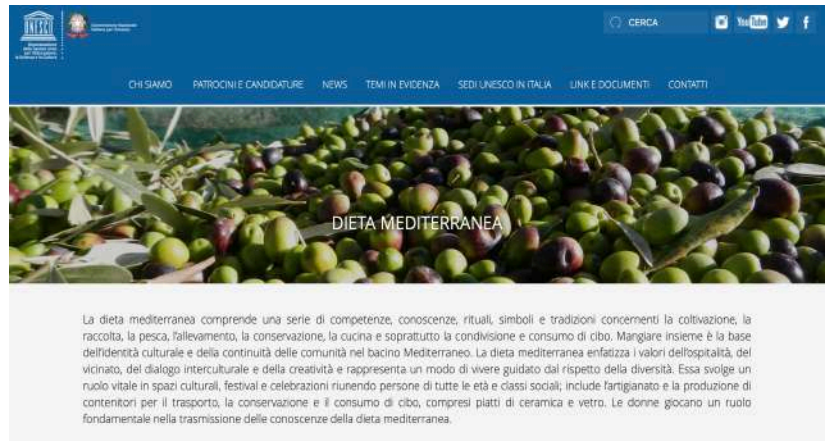 UNESCO
CERCA
You Tube
CHI SIAMO PATROCINI E CANDIDATURE NEWS TEMI IN EVIDENZA SEDI UNESCO IN ITALIA LINK E DOCUMENTI CONTATTI
DIETA MEDITERRANEA
La dieta mediterranea comprende una serie di competenze, conoscenze, rituali, simboli e tradizioni concernenti la coltivazione, la
raccolta, la pesca, l'allevamento, la conservazione, la cucina e soprattutto la condivisione e consumo di cibo. Mangiare insieme è la base
dell'identità culturale e della continuità delle comunità nel bacino Mediterraneo. La dieta mediterranea enfatizza i valori dell'ospitalità, del
vicinato, del dialogo interculturale e della creatività e rappresenta un modo di vivere guidato dal rispetto della diversità. Essa svolge un
ruolo vitale in spazi culturali, festival e celebrazioni riunendo persone di tutte le età e classi sociali; include l'artigianato e la produzione di
contenitori per il trasporto, la conservazione e il consumo di cibo, compresi piatti di ceramica e vetro. Le donne giocano un ruolo
fondamentale nella trasmissione delle conoscenze della dieta mediterranea.